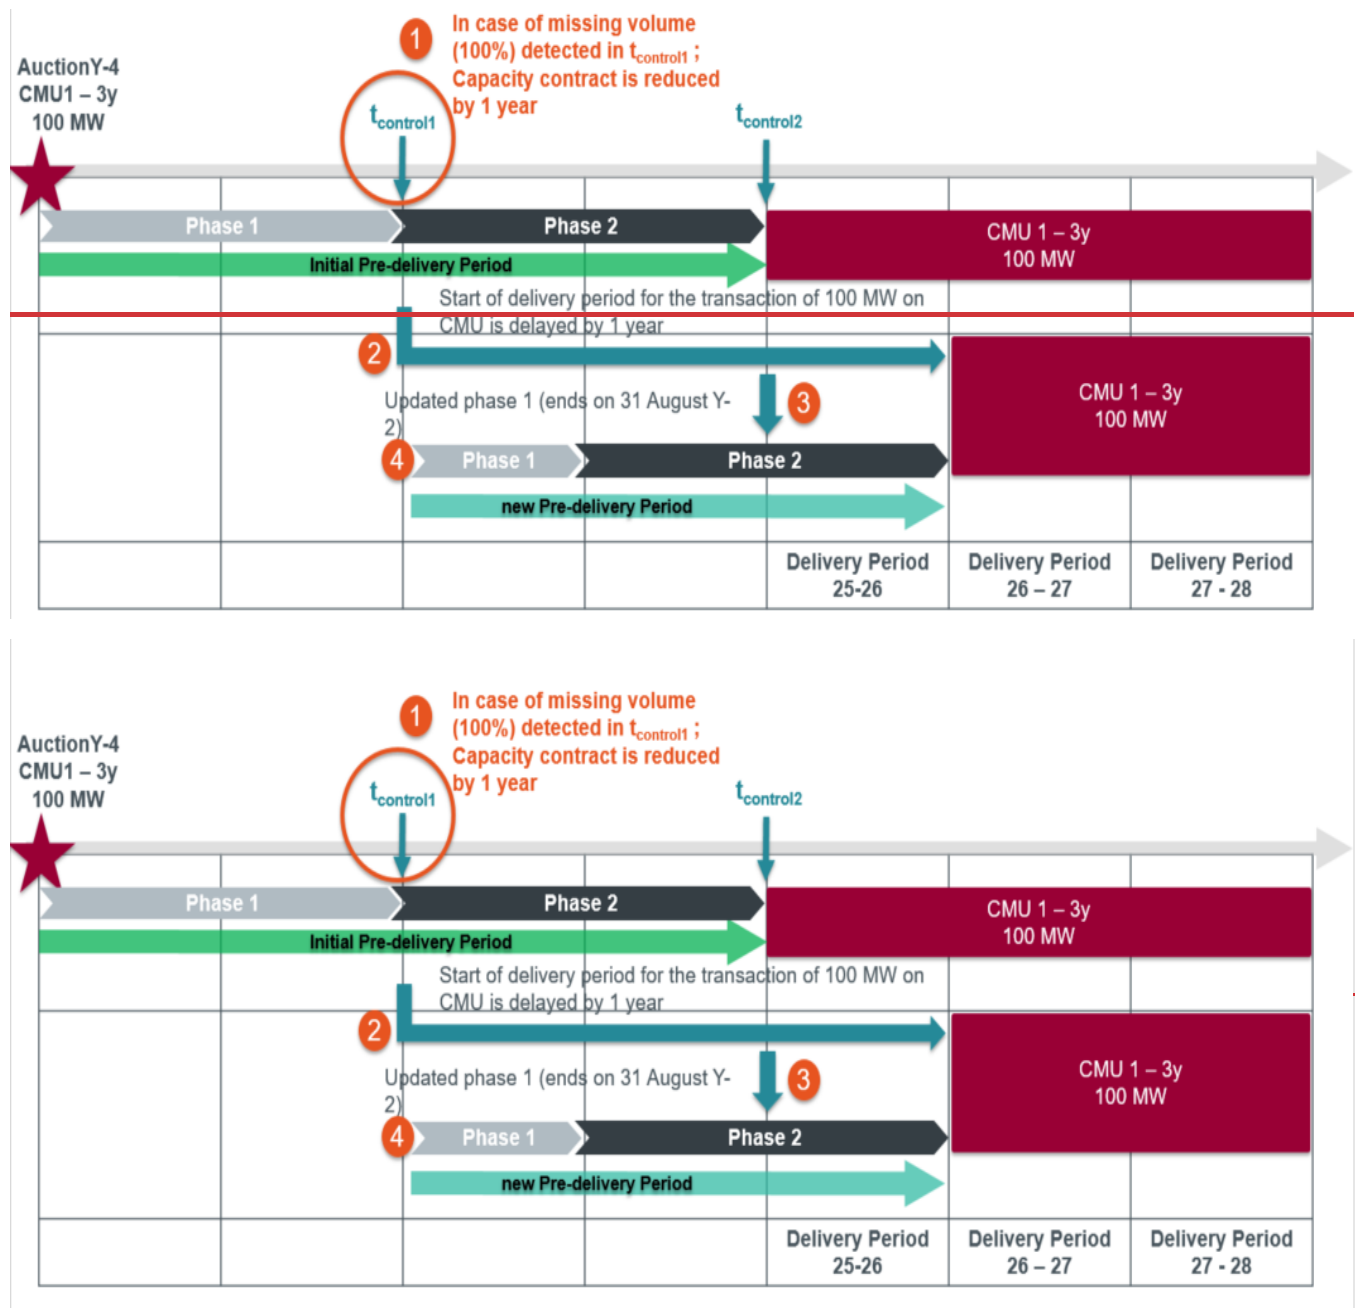 1
In case of missing volume
(100%) detected in tcontrol1 ;
Capacity contract is reduced
by 1 year
AuctionY-4
CMU1 – 3y
100 MW
tcontrol1
tcontrol2
Phase 1
Phase 2
CMU 1 – 3y
100 MW
Initial Pre-delivery Period
Start of delivery period for the transaction of 100 MW on
CMU is delayed by 1 year
2
CMU 1 – 3y
100 MW
Updated phase 1 (ends on 31 August Y-
2)
3
4
Phase 1
Phase 2
new Pre-delivery Period
Delivery Period
25-26
Delivery Period
26 – 27
Delivery Period
27 - 28
1
In case of missing volume
(100%) detected in tcontrol1 ;
Capacity contract is reduced
by 1 year
AuctionY-4
CMU1 – 3y
100 MW
tcontrol1
tcontrol2
Phase 1
Phase 2
CMU 1 – 3y
100 MW
Initial Pre-delivery Period
Start of delivery period for the transaction of 100 MW on
CMU is delayed by 1 year
2
CMU 1 – 3y
100 MW
Updated phase 1 (ends on 31 August Y-
2)
3
4
Phase 1
Phase 2
new Pre-delivery Period
Delivery Period
25-26
Delivery Period
26 – 27
Delivery Period
27 - 28